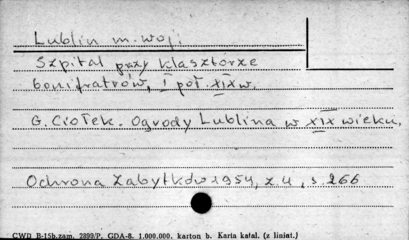 Lublin m. woj.
Szpital przy klasztorze
bonifratrów, I poł. XIX w.
G. Ciołek. Ogrody Lublina w XIX wieku,
Ochrona Zabytków 1954, z 4, s. 266
CWD B-15b.zam. 2899/P. GDA-8. 1.000.000. karton b. Karta katal. (z liniat.)